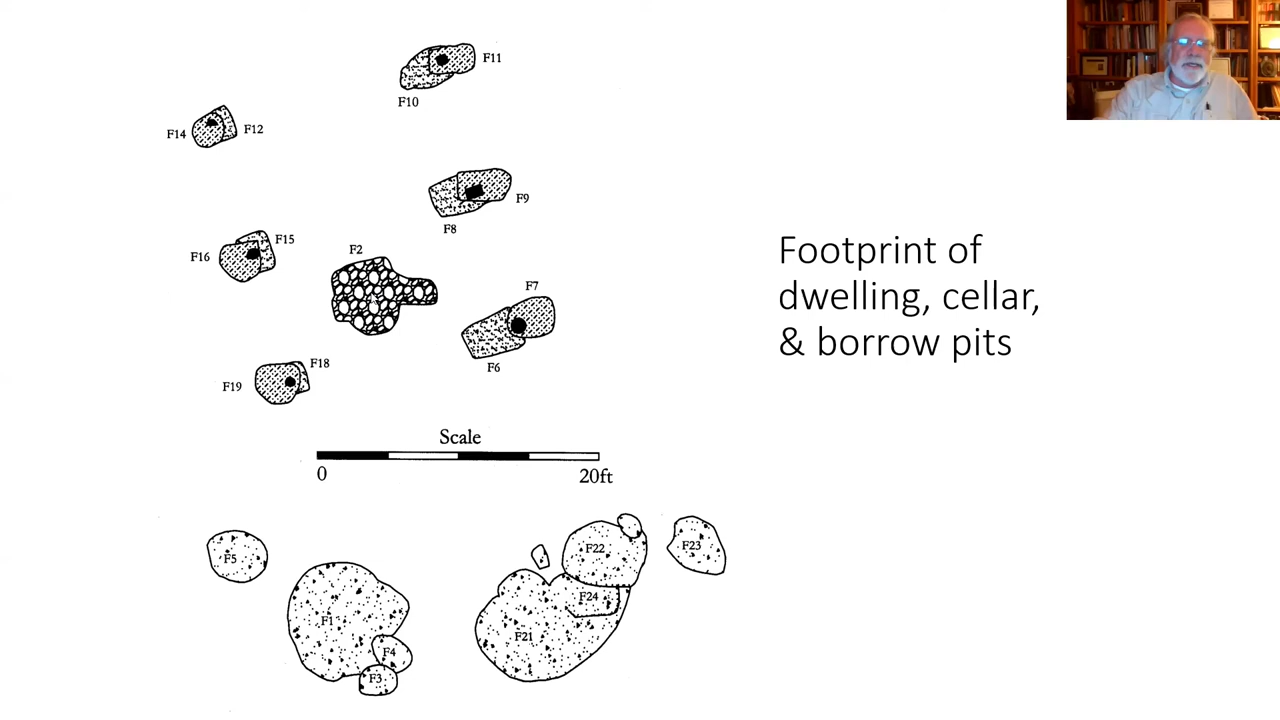 F11
F10
F14
F12
F9
F8
F15
F16
F2
F7
F6
F18
F19
Footprint of
dwelling, cellar,
& borrow pits
Scale
0
20ft
F5
F22
F23
F24
F1
F21
F4
F3